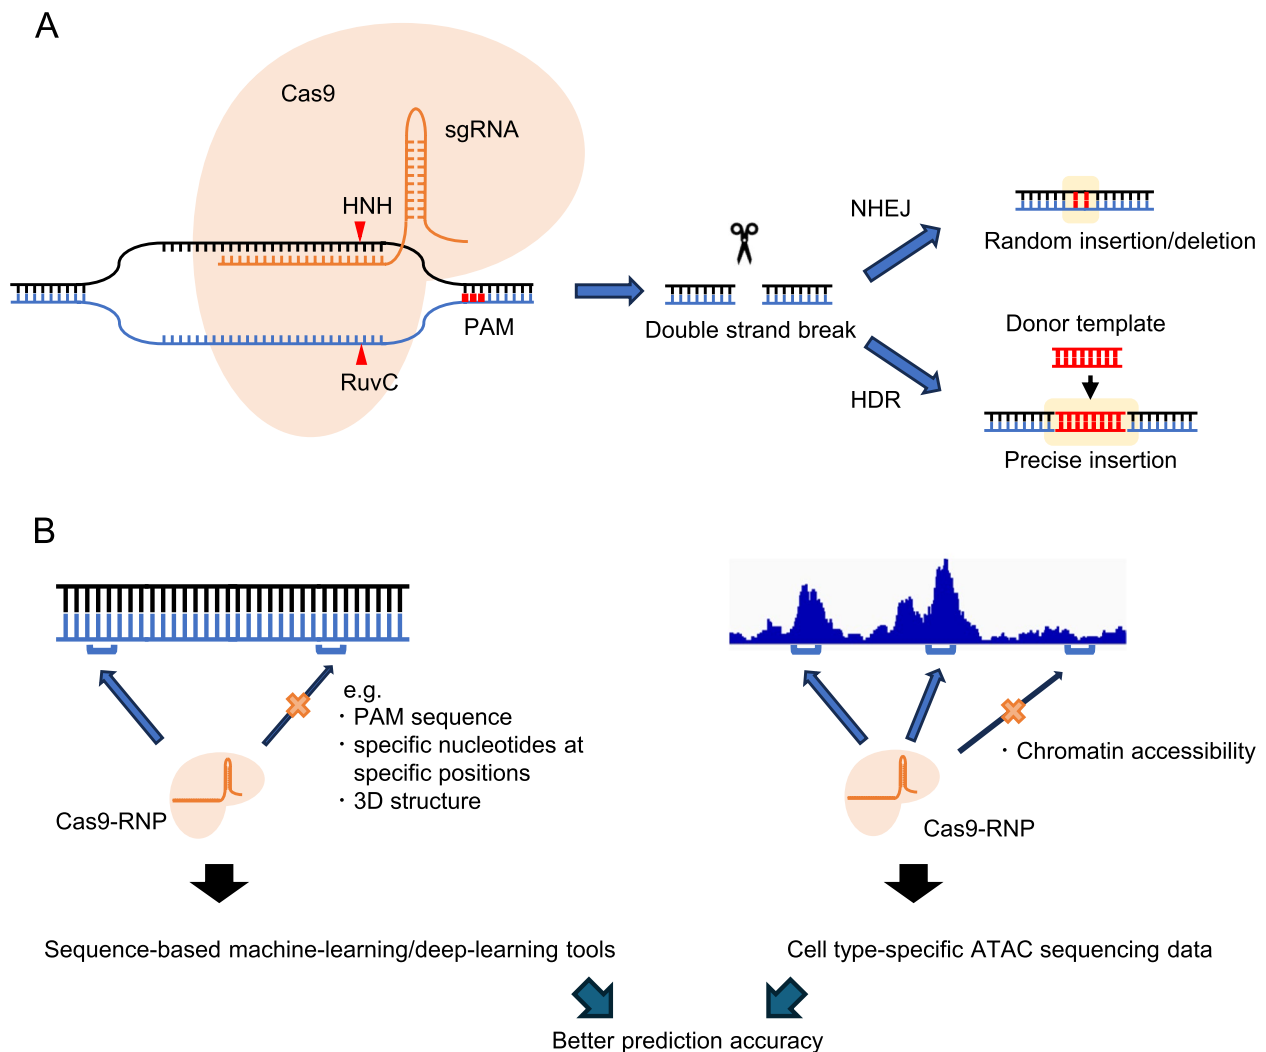 A
Cas9
sgRNA
HNH
PAM
RuvC
Double strand break
NHEJ
Random insertion/deletion
HDR
Donor template
Precise insertion
B
e.g.
・PAM sequence
・specific nucleotides at
specific positions
・3D structure
Cas9-RNP
・Chromatin accessibility
Cas9-RNP
Sequence-based machine-learning/deep-learning tools
Cell type-specific ATAC sequencing data
Better prediction accuracy